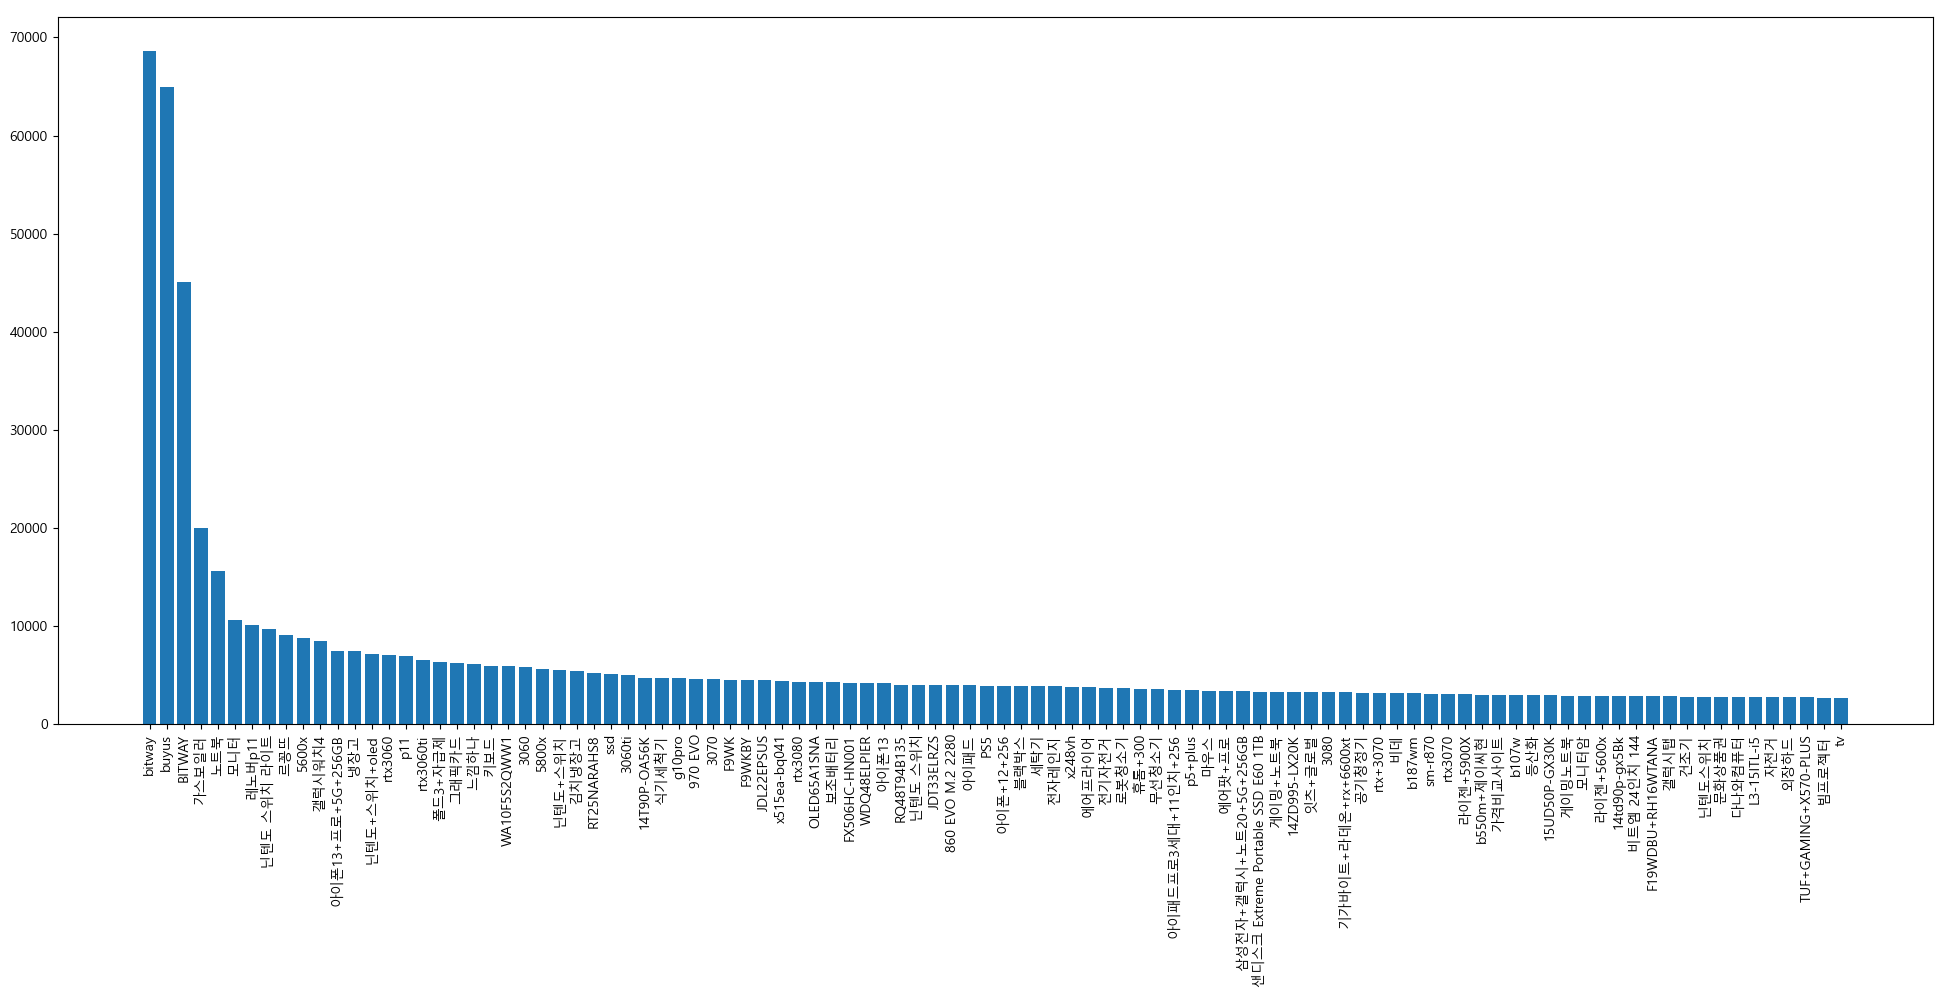 70000
60000
50000
40000
30000
20000
10000
0
bitway
buyus
BITWAY
가스보일러
노트북
모니터
레노버p11
닌텐도 스위치 라이트
르꽁뜨
5600x
갤럭시워치4
아이폰13+프로+5G+256GB
냉장고
닌텐도+스위치+oled
rtx3060
p11
rtx3060ti
폴드3+자급제
그래픽카드
느낌하나
키보드
WA10F5S2QWW1
3060
5800x
닌텐도+스위치
김치냉장고
RT25NARAHS8
ssd
3060ti
14T90P-OA56K
식기세척기
g10pro
970 EVO
3070
F9WK
F9WKBY
JDL22EPSUS
x515ea-bq041
rtx3080
OLED65A1SNA
보조배터리
FX506HC-HN001
WDQ48ELPIER
아이폰13
RQ48T94B135
닌텐도 스위치
JDT33ELRZS
860 EVO M.2 2280
아이패드
PS5
아이폰+12+256
블랙박스
세탁기
전자레인지
x248vh
에어프라이어
전기자전거
로봇청소기
휴롬+300
무선청소기
아이패드프로3세대+11인치+256
p5+plus
마우스
에어팟+프로
삼성전자+갤럭시+노트20+5G+256GB
샌디스크 Extreme Portable SSD E60 1TB
게이밍+노트북
14ZD995-LX20K
잇츠+글로벌
3080
기가바이트+라데온+rx+6600xt
공기청정기
rtx+3070
비데
b187wm
sm-r870
rtx3070
라이젠+5900X
b550m+제이씨현
가격비교사이트
b107w
등산화
15UD50P-GX30K
게이밍노트북
모니터암
라이젠+5600x
14td90p-gx5Bk
비트엠 24인치 144
F19WDBU+RH16WTANA
갤럭시탭
건조기
닌텐도스위치
문화상품권
다나와컴퓨터
L3-15ITL-i5
자전거
외장하드
TUF+GAMING+X570-PLUS
빔프로젝터
tv